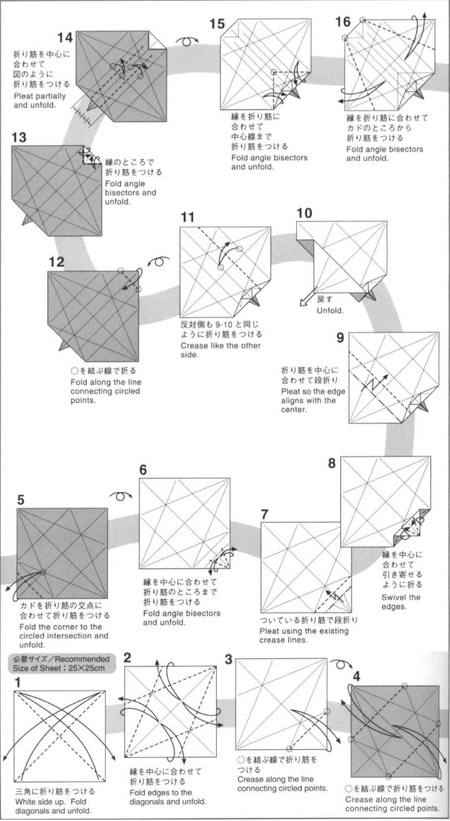 14
折り筋を中心に
合わせて
図のように
折り筋をつける
Pleat partially
and unfold.
15
縁を折り筋に
合わせて
中心線まで
折り筋をつける
Fold angle bisectors
and unfold.
16
縁を折り筋に合わせて
カドのところから
折り筋をつける
Fold angle bisectors
and unfold.
13
縁のところで
折り筋をつける
Fold angle
bisectors and
unfold.
12
○を結ぶ線で折る
Fold along the line
connecting circled
points.
11
反対側も9-10と同じ
ように折り筋をつける
Crease like the other
side.
10
戻す
Unfold.
9
折り筋を中心に
合わせて段折り
Pleat so the edge
aligns with the
center.
5
カドを折り筋の交点に
合わせて折り筋をつける
Fold the corner to the
circled intersection and
unfold.
6
縁を中心に合わせて
折り筋のところまで
折り筋をつける
Fold angle bisectors
and unfold.
7
ついている折り筋で段折り
Pleat using the existing
crease lines.
8
縁を中心に
合わせて
引き寄せる
ように折る
Swivel the
edges.
必要サイズ/Recommended
Size of Sheet:25×25cm
1
三角に折り筋をつける
White side up. Fold
diagonals and unfold.
2
縁を中心に合わせて
折り筋をつける
Fold edges to the
diagonals and unfold.
3
○を結ぶ線で折り筋を
つける
Crease along the line
connecting circled points.
4
○を結ぶ線で折り筋をつける
Crease along the line
connecting circled points.